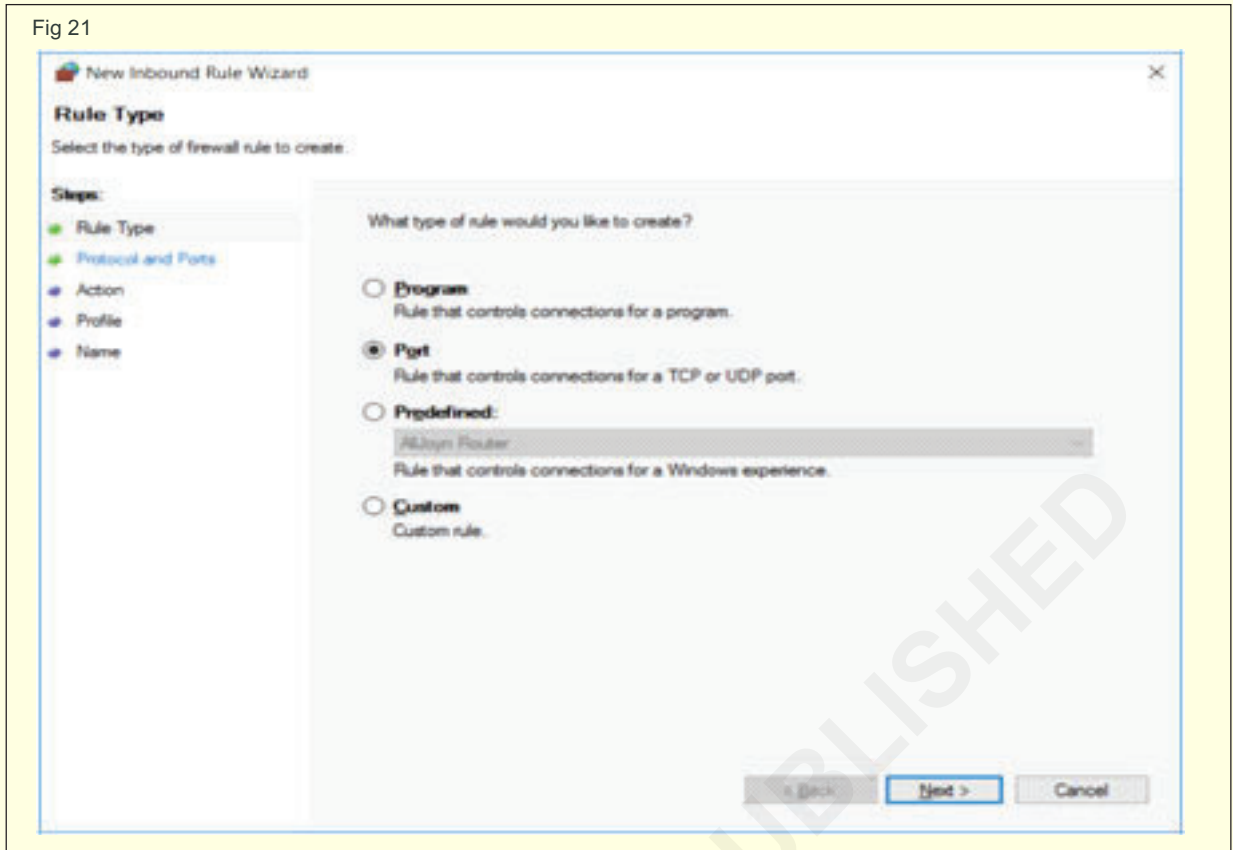 Fig 21
New Inbound Rule Wizard
Rule Type
Select the type of firewall rule to create.
Steps:
Rule Type
Protocol and Ports
Action
Profile
Name
What type of rule would you like to create?
Program
Rule that controls connections for a program.
Port
Rule that controls connections for a TCP or UDP port.
Predefined:
AllJoyn Router
Rule that controls connections for a Windows experience.
Custom
Custom rule.
< Back
Next >
Cancel
UBLISHED